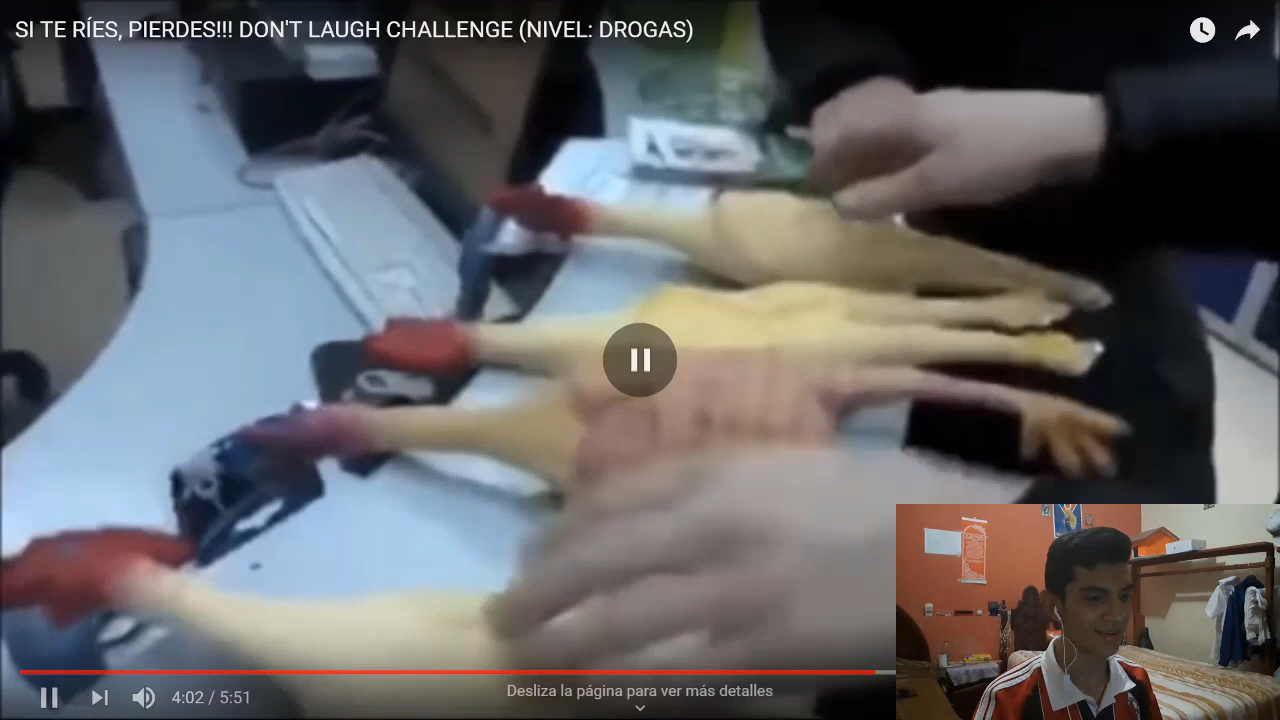 SI TE RÍES, PIERDES!!! DON'T LAUGH CHALLENGE (NIVEL: DROGAS)
4:02 / 5:51
Desliza la página para ver más detalles